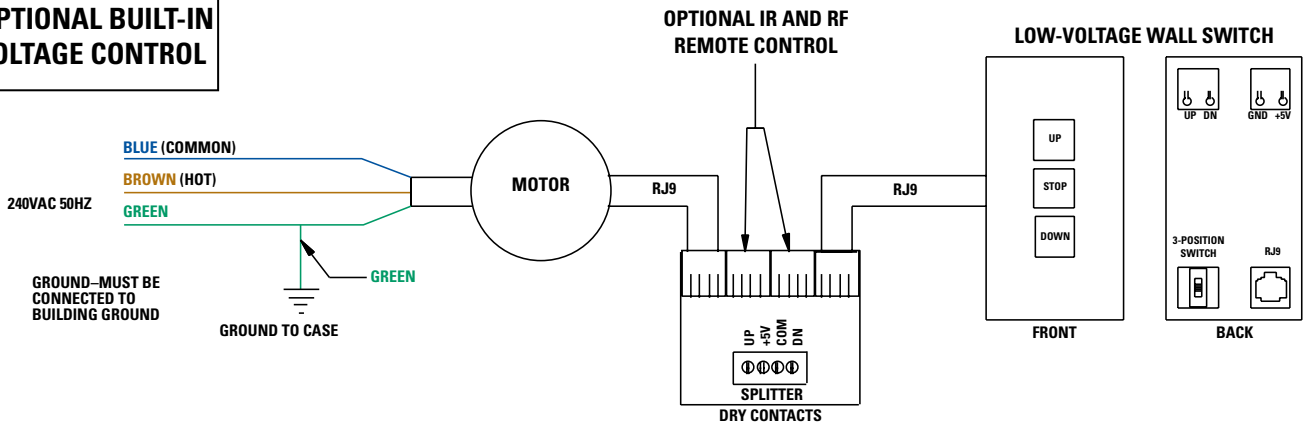 PTIONAL BUILT-IN
OLTAGE CONTROL
OPTIONAL IR AND RF
REMOTE CONTROL
LOW-VOLTAGE WALL SWITCH
BLUE (COMMON)
BROWN (HOT)
240VAC 50HZ
GREEN
GREEN
GROUND–MUST BE
CONNECTED TO
BUILDING GROUND
GROUND TO CASE
MOTOR
RJ9
RJ9
UP
+5V
COM
DN
SPLITTER
DRY CONTACTS
UP
STOP
DOWN
FRONT
UP DN
GND +5V
3-POSITION
SWITCH
RJ9
BACK